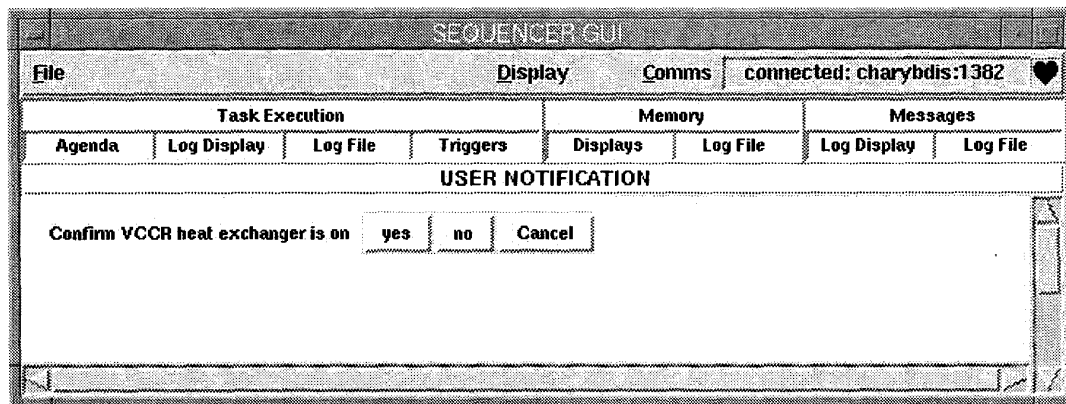 SEQUENCER GUI
File Display Comms connected: charybdis:1382
Task Execution Memory Messages
Agenda Log Display Log File Triggers Displays Log File Log Display Log File
USER NOTIFICATION
Confirm VCCR heat exchanger is on yes no Cancel